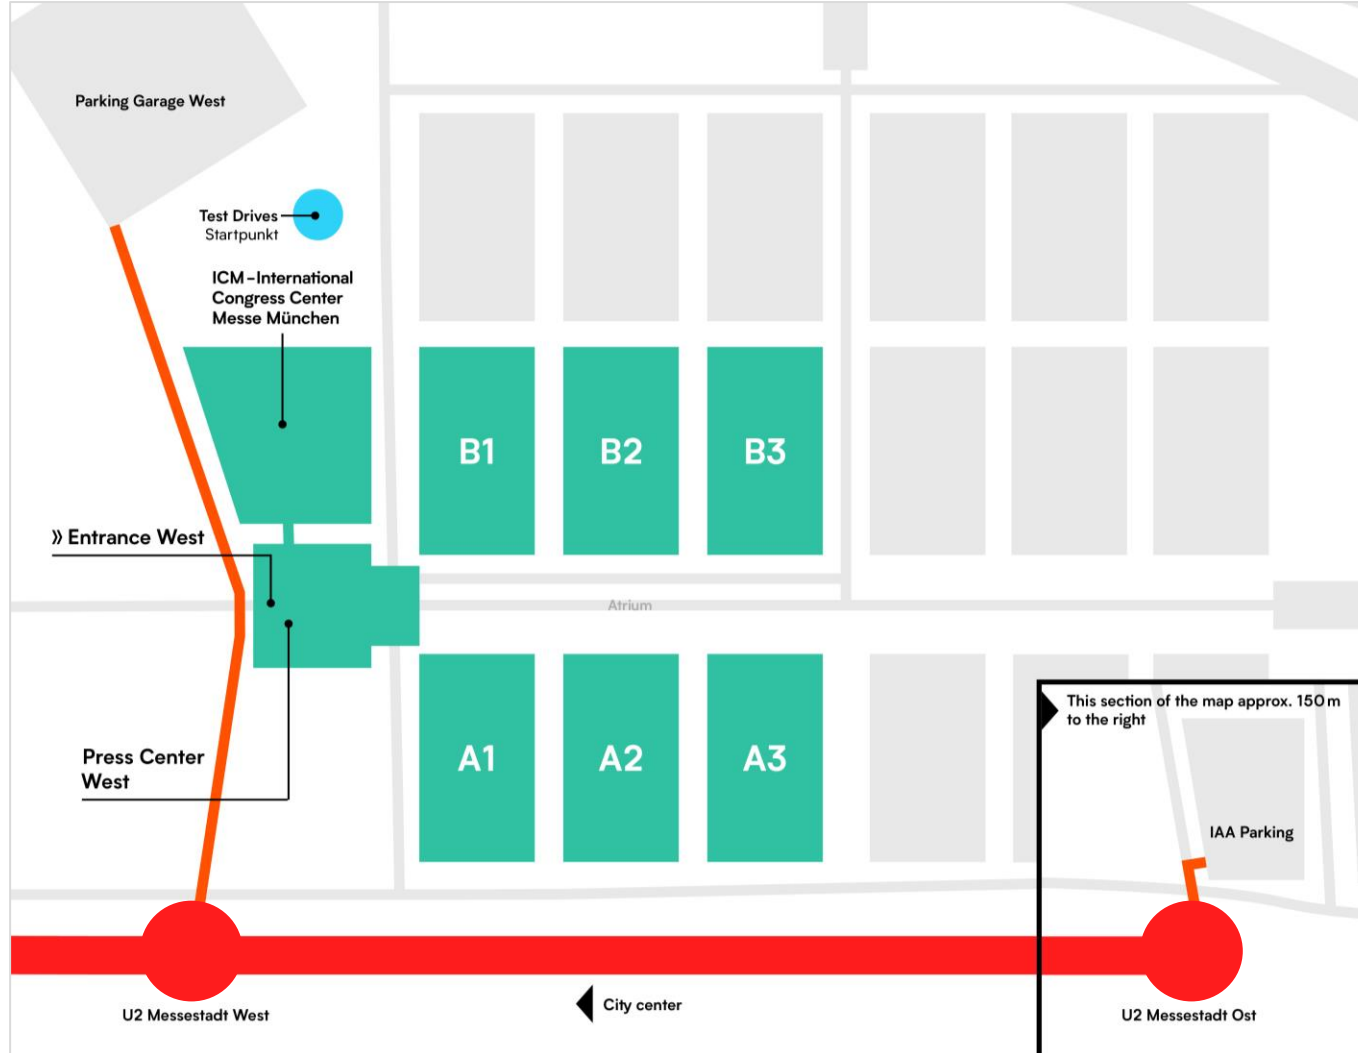 Parking Garage West
Test Drives
Startpunkt
ICM–International
Congress Center
Messe München
B1
B2
B3
» Entrance West
Atrium
This section of the map approx. 150 m
to the right
Press Center
West
A1
A2
A3
IAA Parking
City center
U2 Messestadt West
U2 Messestadt Ost